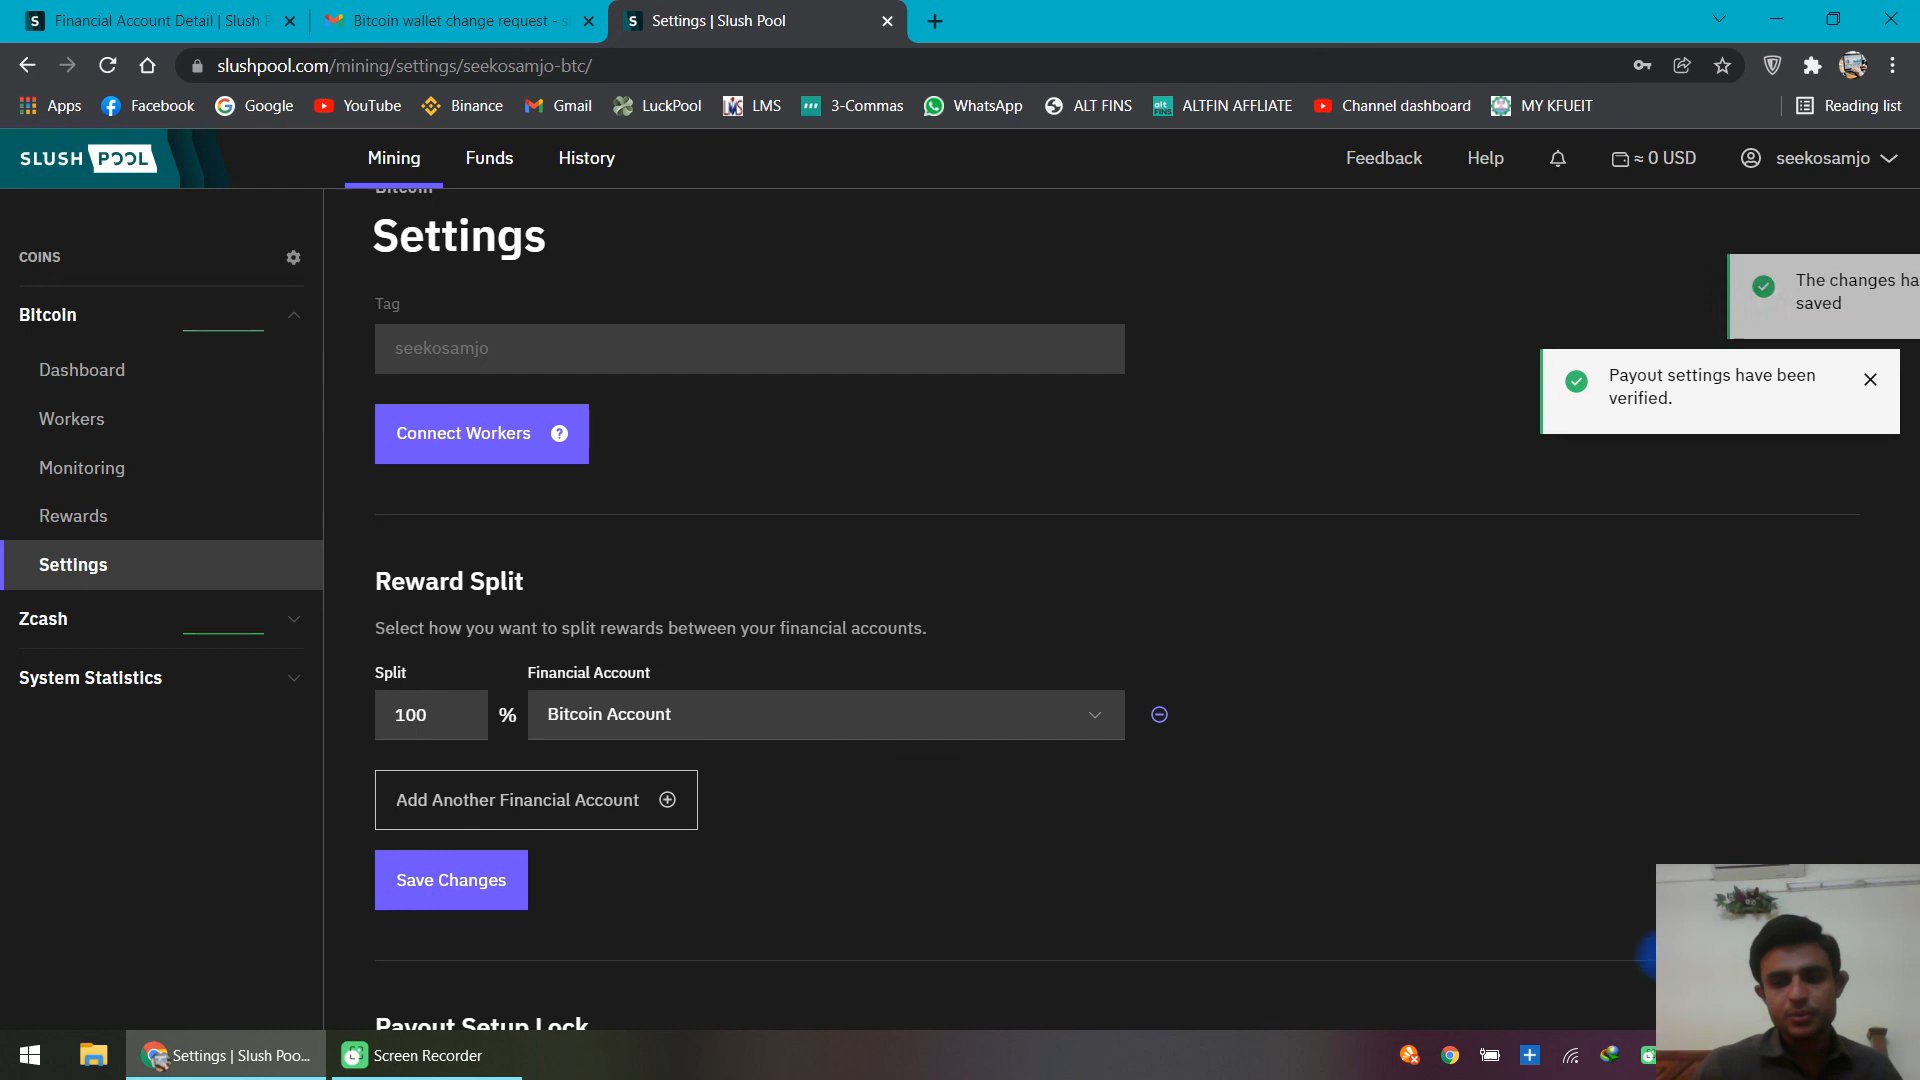 Financial Account Detail | Slush P
Bitcoin wallet change request - s
Settings | Slush Pool
slushpool.com/mining/settings/seekosamjo-btc/
Apps
Facebook
Google
YouTube
Binance
Gmail
LuckPool
LMS
3-Commas
WhatsApp
ALT FINS
ALTFIN AFFLIATE
Channel dashboard
MY KFUEIT
Reading list
SLUSH POOL
Mining
Funds
History
Feedback
Help
≈ 0 USD
seekosamjo
Bitcoin
Settings
COINS
Bitcoin
Dashboard
Workers
Monitoring
Rewards
Settings
Zcash
System Statistics
Tag
seekosamjo
Connect Workers ?
The changes ha
saved
Payout settings have been
verified.
Reward Split
Select how you want to split rewards between your financial accounts.
Split
Financial Account
100 %
Bitcoin Account
Add Another Financial Account
Save Changes
Payout Setup Lock
Settings | Slush Poo...
Screen Recorder